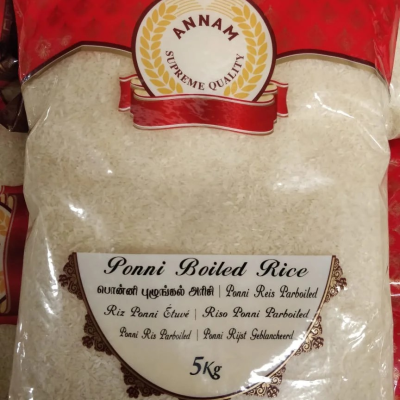 ANNAM
SUPREME QUALITY
Ponni Boiled Rice
பொன்னி புழுங்கல் அரிசி | Ponni Reis Parboiled
Riz Ponni Étuvé | Riso Ponni Parboiled
Ponni Ris Parboiled | Ponni Rijst Geblancheerd
5Kg